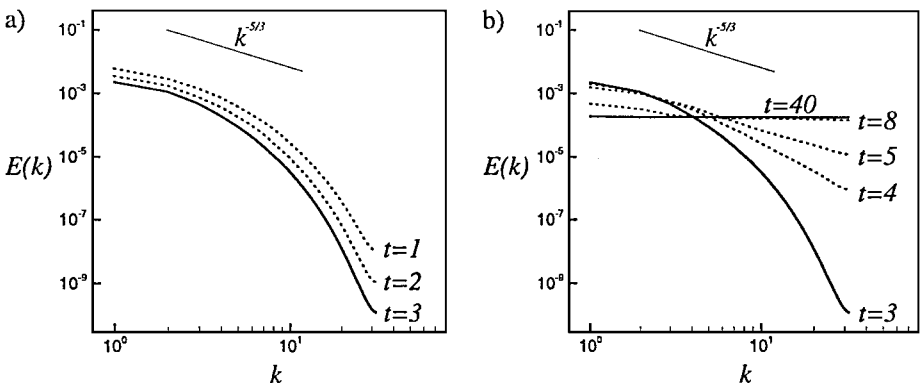 a)
k^-5/3
10^-1
10^-3
10^-5
10^-7
10^-9
E(k)
t=1
t=2
t=3
10^0
10^1
k
b)
k^-5/3
10^-1
10^-3
10^-5
10^-7
10^-9
E(k)
t=40
t=8
t=5
t=4
t=3
10^0
10^1
k